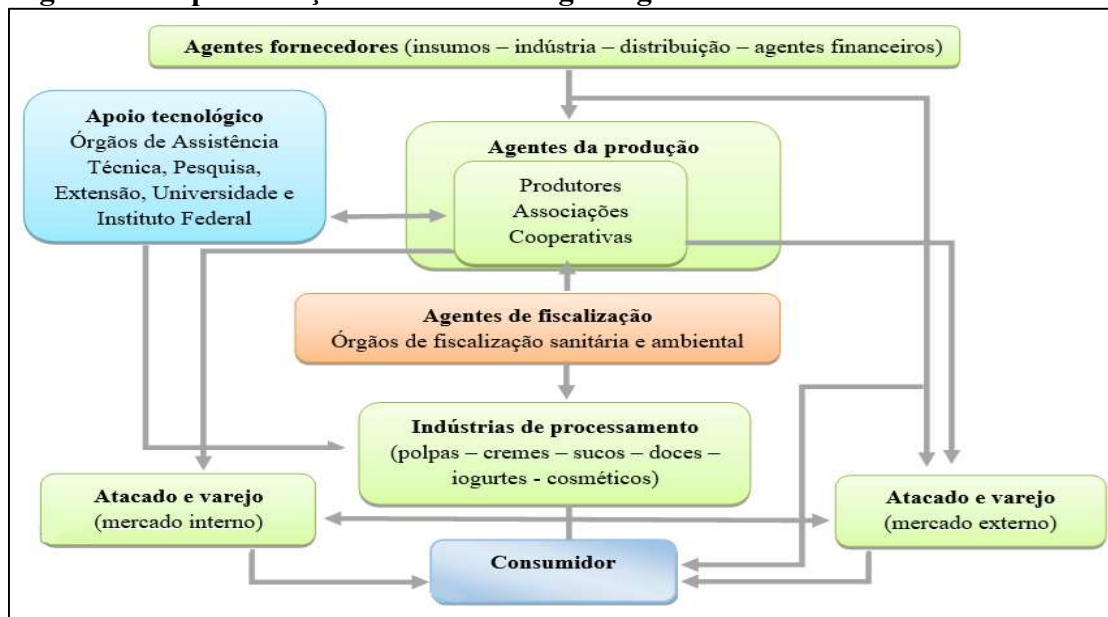 Agentes fornecedores (insumos – indústria – distribuição – agentes financeiros)
Apoio tecnológico
Órgãos de Assistência
Técnica, Pesquisa,
Extensão, Universidade e
Instituto Federal
Agentes da produção
Produtores
Associações
Cooperativas
Agentes de fiscalização
Órgãos de fiscalização sanitária e ambiental
Indústrias de processamento
(polpas – cremes – sucos – doces –
iogurtes - cosméticos)
Atacado e varejo
(mercado interno)
Atacado e varejo
(mercado externo)
Consumidor